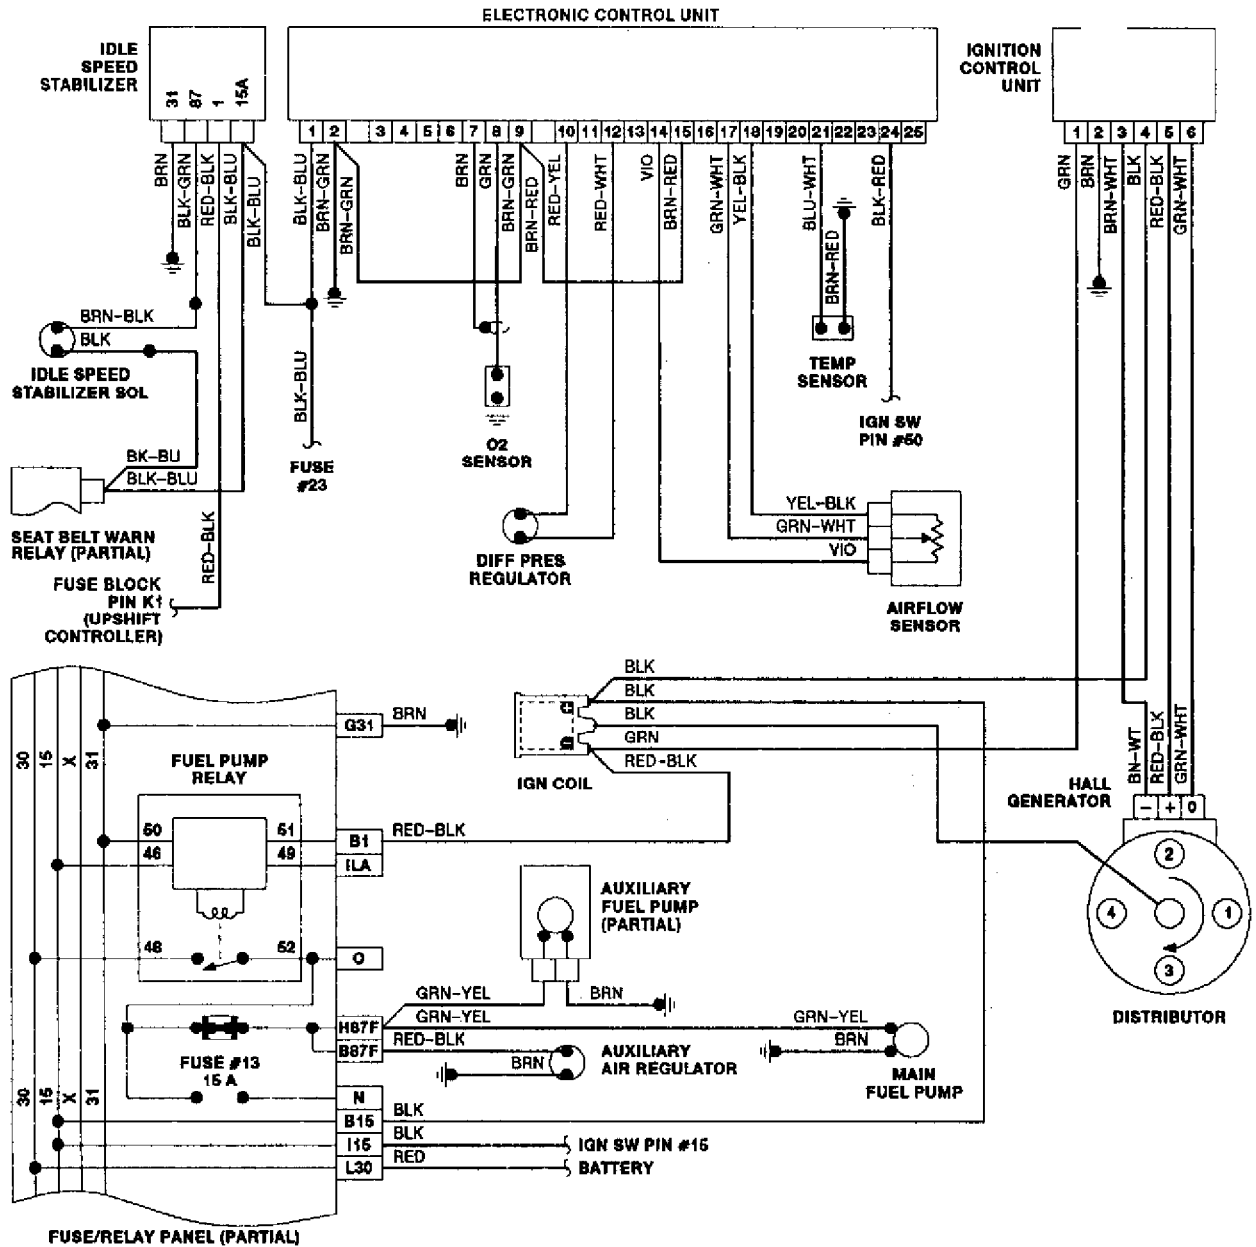 ELECTRONIC CONTROL UNIT
IDLE
SPEED
STABILIZER
31
87
1
15A
1 2 3 4 5 6 7 8 9 10 11 12 13 14 15 16 17 18 19 20 21 22 23 24 25
IGNITION
CONTROL
UNIT
1 2 3 4 5 6
BRN
BLK-GRN
RED-BLK
BLK-BLU
BLK-BLU
BLK-BLU
BRN-GRN
BRN-GRN
BRN
GRN
BRN-GRN
BRN-RED
RED-YEL
RED-WHT
VIO
BRN-RED
GRN-WHT
YEL-BLK
BLU-WHT
BRN-RED
BLK-RED
GRN
BRN
BRN-WHT
BLK
RED-BLK
GRN-WHT
BRN-BLK
BLK
IDLE SPEED
STABILIZER SOL
BLK-BLU
FUSE
#23
O2
SENSOR
TEMP
SENSOR
IGN SW
PIN #50
BK-BU
BLK-BLU
SEAT BELT WARN
RELAY (PARTIAL)
RED-BLK
FUSE BLOCK
PIN K1
(UPSHIFT
CONTROLLER)
DIFF PRES
REGULATOR
YEL-BLK
GRN-WHT
VIO
AIRFLOW
SENSOR
BLK
BLK
BLK
GRN
RED-BLK
IGN COIL
BN-WT
RED-BLK
GRN-WHT
HALL
GENERATOR
- + 0
2
4
1
3
DISTRIBUTOR
30
15
X
31
G31
BRN
FUEL PUMP
RELAY
50
51
B1
RED-BLK
46
49
ILA
48
52
O
AUXILIARY
FUEL PUMP
(PARTIAL)
GRN-YEL
BRN
H87F
GRN-YEL
GRN-YEL
B87F
RED-BLK
BRN
AUXILIARY
AIR REGULATOR
BRN
MAIN
FUEL PUMP
FUSE #13
15 A
30
15
X
31
N
B15
BLK
I15
BLK
IGN SW PIN #15
L30
RED
BATTERY
FUSE/RELAY PANEL (PARTIAL)